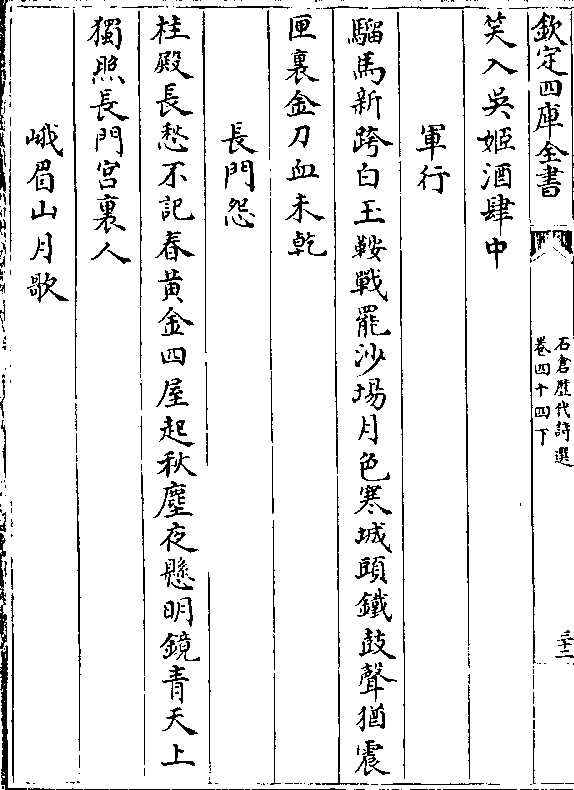 欽定四庫全書
石倉歷代詩選
卷四十四下
三十二
笑入吳姬酒肆中
軍行
騮馬新跨白玉鞍戰罷沙場月色寒城頭鐵鼓聲猶震
匣裏金刀血未乾
長門怨
桂殿長愁不記春黃金四屋起秋塵夜懸明鏡青天上
獨照長門宮裏人
峨眉山月歌